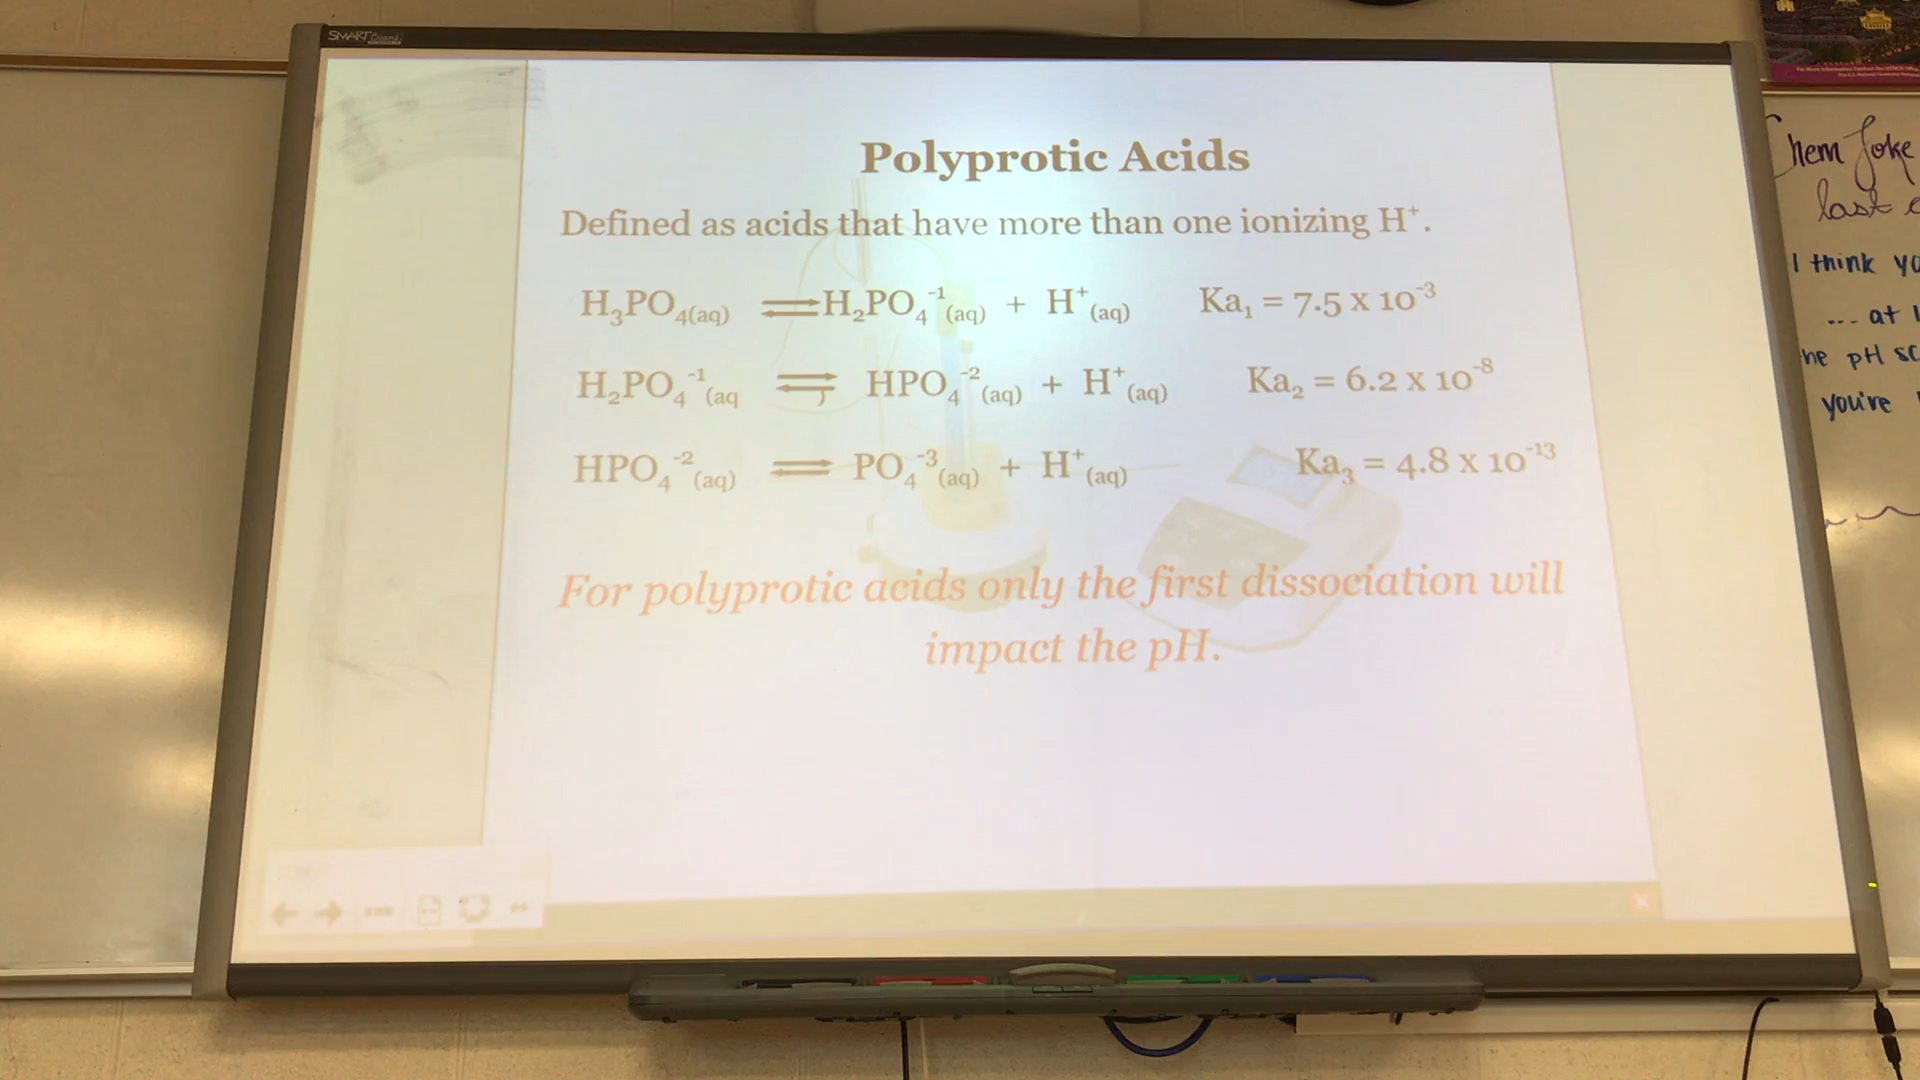 SMART Board
Polyprotic Acids
Defined as acids that have more than one ionizing H⁺.
H₃PO₄(aq) ⇌ H₂PO₄⁻¹(aq) + H⁺(aq) Ka₁ = 7.5 x 10⁻³
H₂PO₄⁻¹(aq ⇌ HPO₄⁻²(aq) + H⁺(aq) Ka₂ = 6.2 x 10⁻⁸
HPO₄⁻²(aq) ⇌ PO₄⁻³(aq) + H⁺(aq) Ka₃ = 4.8 x 10⁻¹³
For polyprotic acids only the first dissociation will
impact the pH.
Chem Joke
last
I think
... at
pH
you're